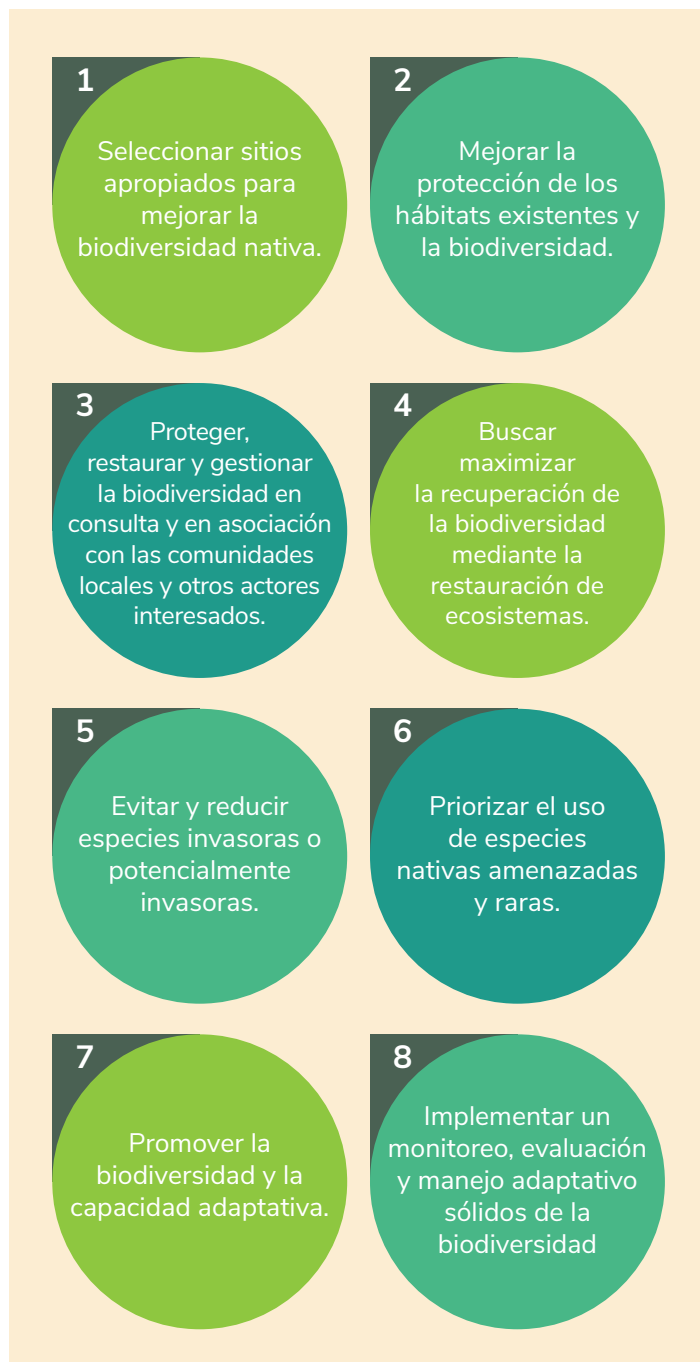 1
Seleccionar sitios
apropiados para
mejorar la
biodiversidad nativa.
2
Mejorar la
protección de los
hábitats existentes y
la biodiversidad.
3
Proteger,
restaurar y gestionar
la biodiversidad en
consulta y en asociación
con las comunidades
locales y otros actores
interesados.
4
Buscar
maximizar
la recuperación de
la biodiversidad
mediante la
restauración de
ecosistemas.
5
Evitar y reducir
especies invasoras o
potencialmente
invasoras.
6
Priorizar el uso
de especies
nativas amenazadas
y raras.
7
Promover la
biodiversidad y la
capacidad adaptativa.
8
Implementar un
monitoreo, evaluación
y manejo adaptativo
sólidos de la
biodiversidad